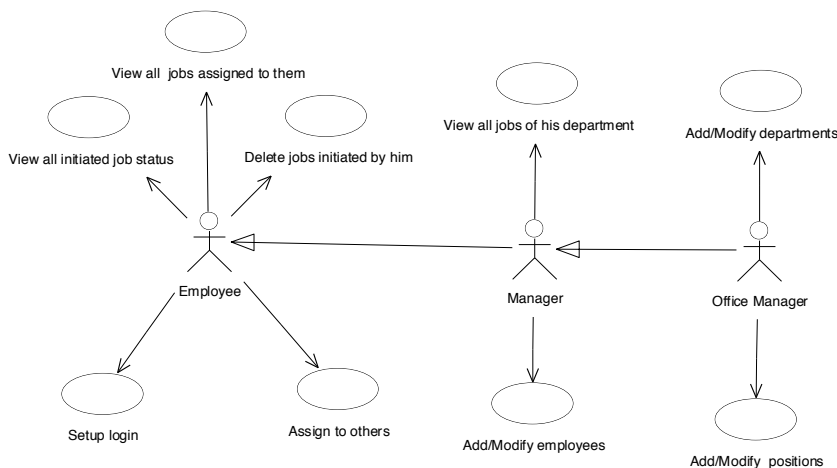 View all jobs assigned to them
View all initiated job status
Delete jobs initiated by him
View all jobs of his department
Add/Modify departments
Employee
Manager
Office Manager
Setup login
Assign to others
Add/Modify employees
Add/Modify positions